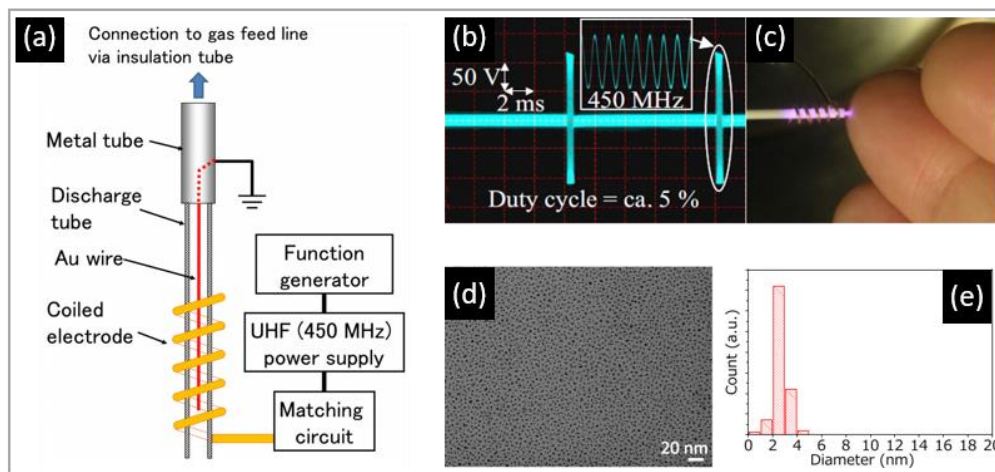 (a)
Connection to gas feed line
via insulation tube
Metal tube
Discharge
tube
Au wire
Coiled
electrode
Function
generator
UHF (450 MHz)
power supply
Matching
circuit
(b)
50 V
2 ms
450 MHz
Duty cycle = ca. 5 %
(c)
(d)
20 nm
(e)
Count (a.u.)
0 2 4 6 8 10 12 14 16 18 20
Diameter (nm)